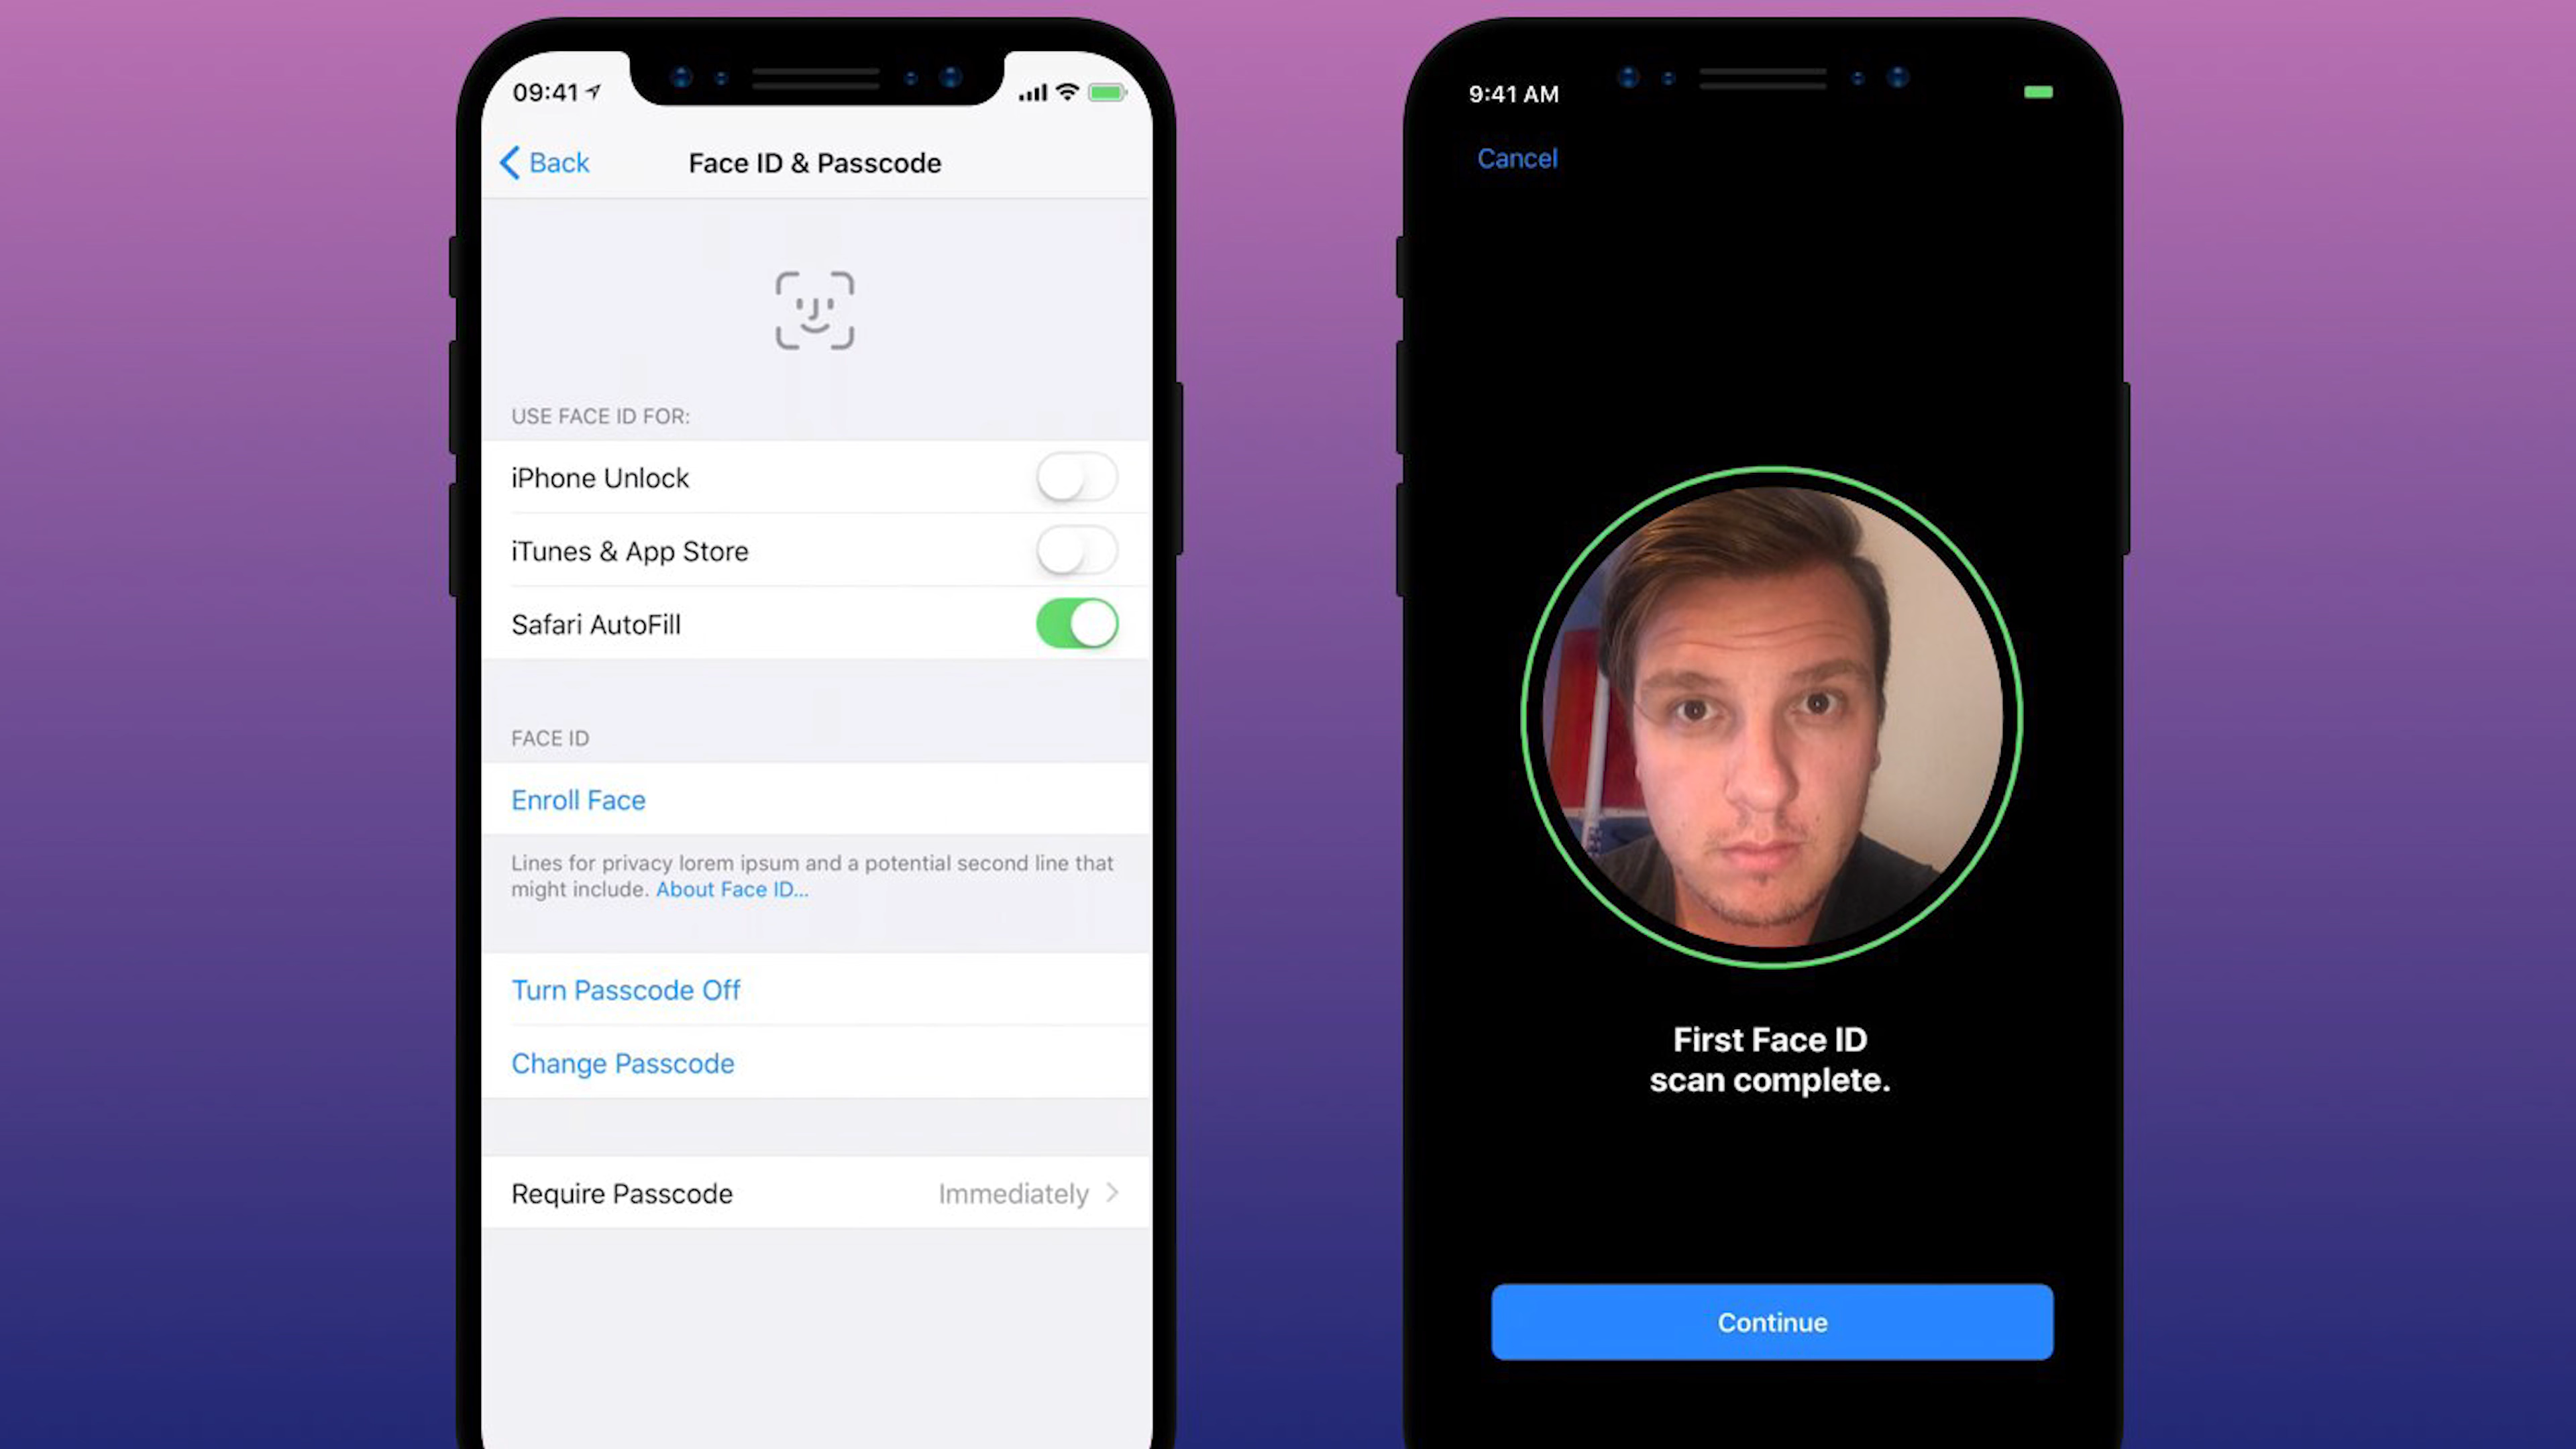 09:41
Back
Face ID & Passcode
USE FACE ID FOR:
iPhone Unlock
iTunes & App Store
Safari AutoFill
FACE ID
Enroll Face
Lines for privacy lorem ipsum and a potential second line that
might include. About Face ID...
Turn Passcode Off
Change Passcode
Require Passcode Immediately
9:41 AM
Cancel
First Face ID
scan complete.
Continue